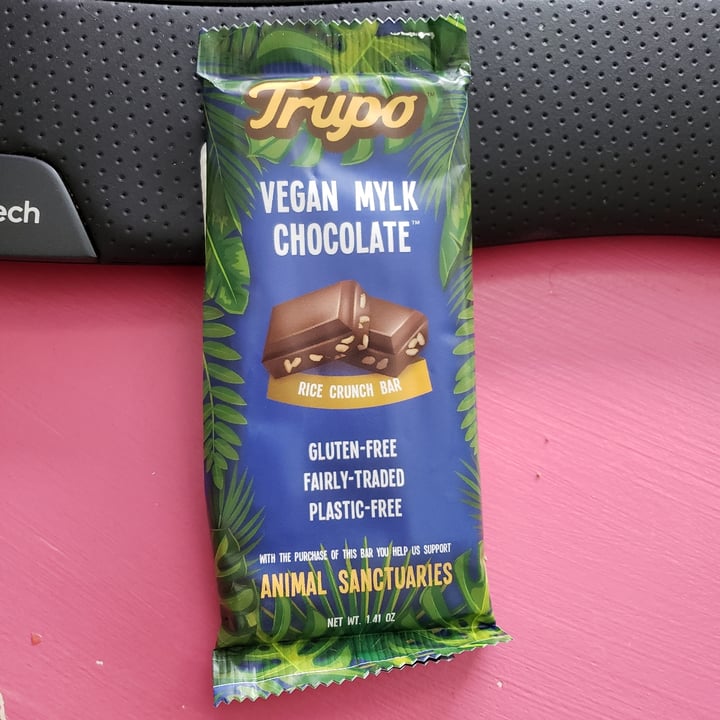 Trupo
VEGAN MYLK
CHOCOLATE™
RICE CRUNCH BAR
GLUTEN-FREE
FAIRLY-TRADED
PLASTIC-FREE
WITH THE PURCHASE OF THIS BAR YOU HELP US SUPPORT
ANIMAL SANCTUARIES
NET WT. 1.41 OZ
ech